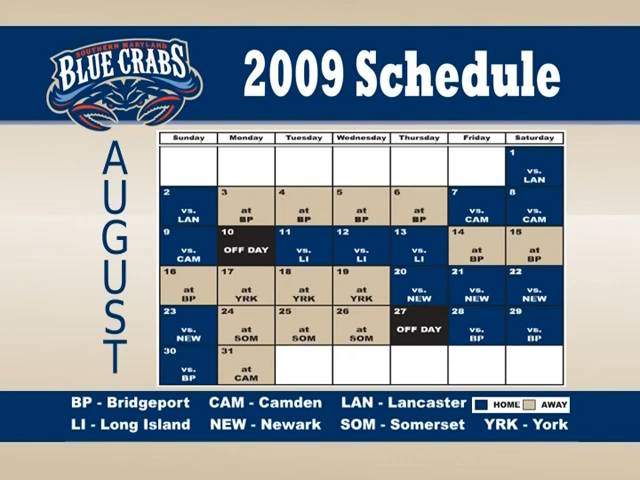 SOUTHERN MARYLAND
BLUE CRABS
2009 Schedule
AUGUST
Sunday Monday Tuesday Wednesday Thursday Friday Saturday
1
vs.
LAN
2 3 4 5 6 7 8
vs. at at at at vs. vs.
LAN BP BP BP BP CAM CAM
9 10 11 12 13 14 15
vs. OFF DAY vs. vs. vs. at at
CAM LI LI LI BP BP
16 17 18 19 20 21 22
at at at at vs. vs. vs.
BP YRK YRK YRK NEW NEW NEW
23 24 25 26 27 28 29
vs. at at at OFF DAY vs. vs.
NEW SOM SOM SOM BP BP
30 31
vs. at
BP CAM
BP - Bridgeport CAM - Camden LAN - Lancaster HOME AWAY
LI - Long Island NEW - Newark SOM - Somerset YRK - York